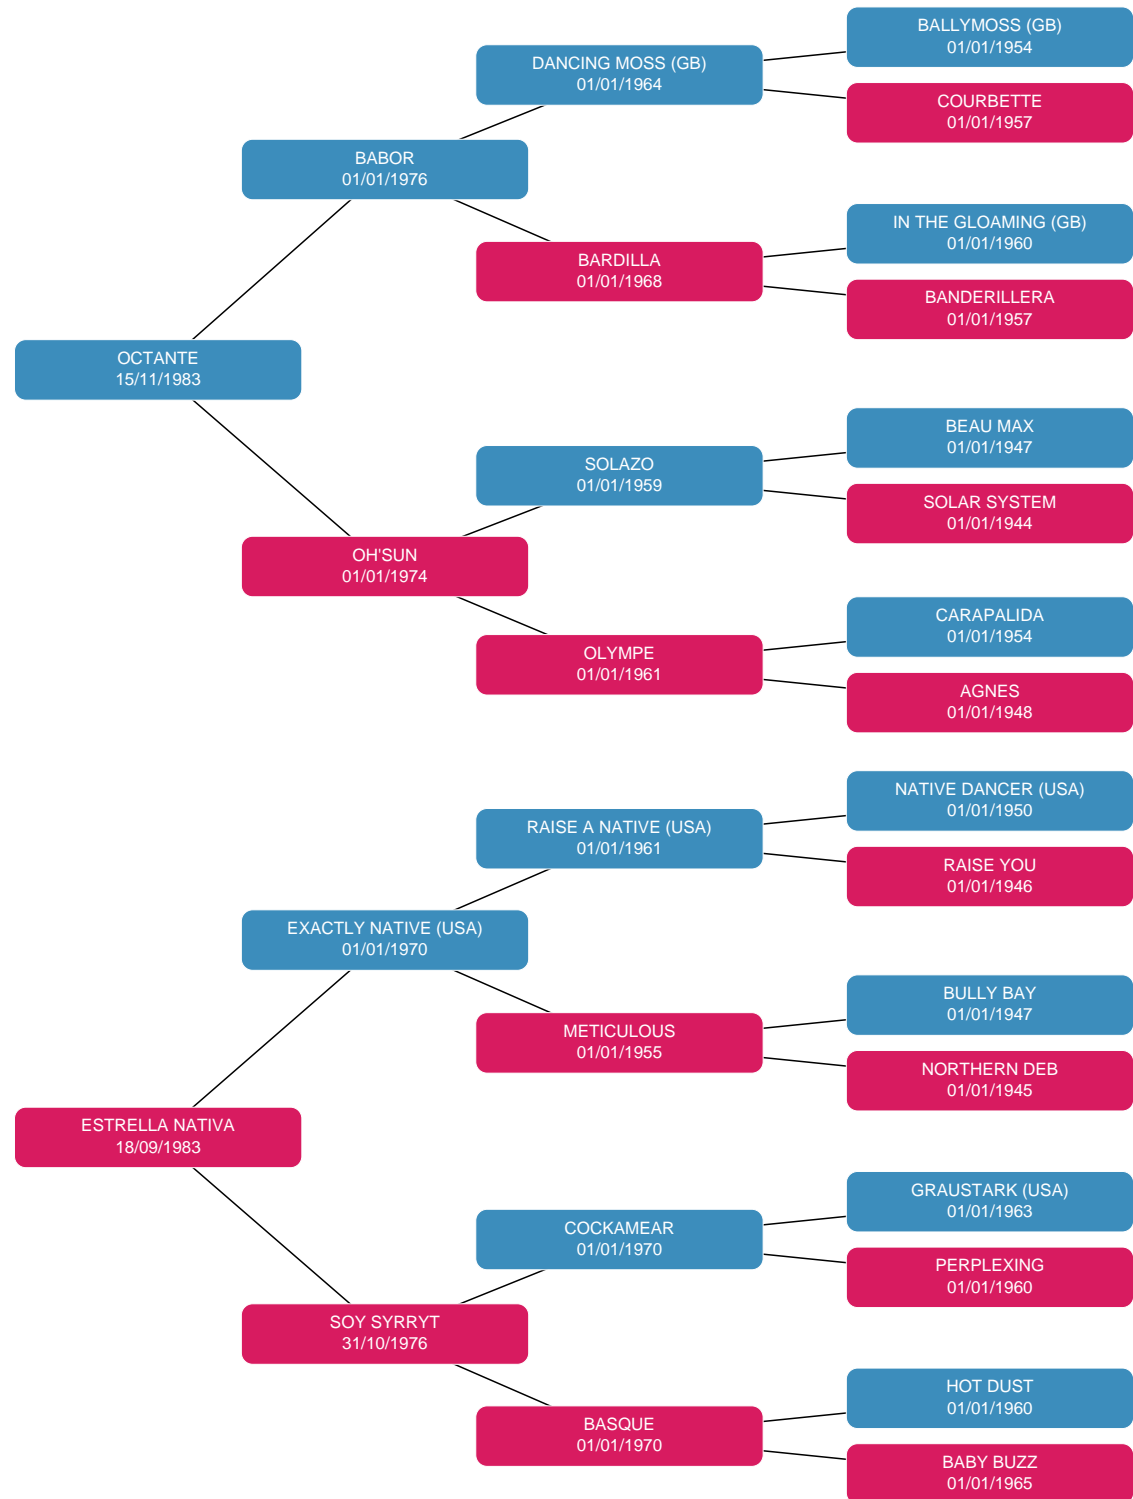 BALLYMOSS (GB)
01/01/1954
DANCING MOSS (GB)
01/01/1964
COURBETTE
01/01/1957
BABOR
01/01/1976
IN THE GLOAMING (GB)
01/01/1960
BARDILLA
01/01/1968
BANDERILLERA
01/01/1957
OCTANTE
15/11/1983
BEAU MAX
01/01/1947
SOLAZO
01/01/1959
SOLAR SYSTEM
01/01/1944
OH'SUN
01/01/1974
CARAPALIDA
01/01/1954
OLYMPE
01/01/1961
AGNES
01/01/1948
NATIVE DANCER (USA)
01/01/1950
RAISE A NATIVE (USA)
01/01/1961
RAISE YOU
01/01/1946
EXACTLY NATIVE (USA)
01/01/1970
BULLY BAY
01/01/1947
METICULOUS
01/01/1955
NORTHERN DEB
01/01/1945
ESTRELLA NATIVA
18/09/1983
GRAUSTARK (USA)
01/01/1963
COCKAMEAR
01/01/1970
PERPLEXING
01/01/1960
SOY SYRRYT
31/10/1976
HOT DUST
01/01/1960
BASQUE
01/01/1970
BABY BUZZ
01/01/1965